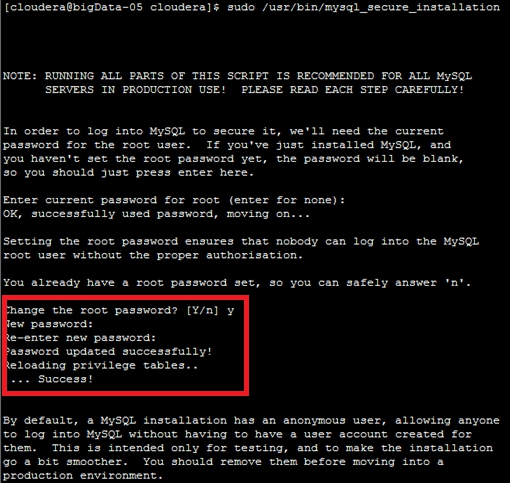 [cloudera@bigData-05 cloudera]$ sudo /usr/bin/mysql_secure_installation
NOTE: RUNNING ALL PARTS OF THIS SCRIPT IS RECOMMENDED FOR ALL MySQL
SERVERS IN PRODUCTION USE!  PLEASE READ EACH STEP CAREFULLY!
In order to log into MySQL to secure it, we'll need the current
password for the root user.  If you've just installed MySQL, and
you haven't set the root password yet, the password will be blank,
so you should just press enter here.
Enter current password for root (enter for none):
OK, successfully used password, moving on...
Setting the root password ensures that nobody can log into the MySQL
root user without the proper authorisation.
You already have a root password set, so you can safely answer 'n'.
Change the root password? [Y/n] y
New password:
Re-enter new password:
Password updated successfully!
Reloading privilege tables..
... Success!
By default, a MySQL installation has an anonymous user, allowing anyone
to log into MySQL without having to have a user account created for
them.  This is intended only for testing, and to make the installation
go a bit smoother.  You should remove them before moving into a
production environment.